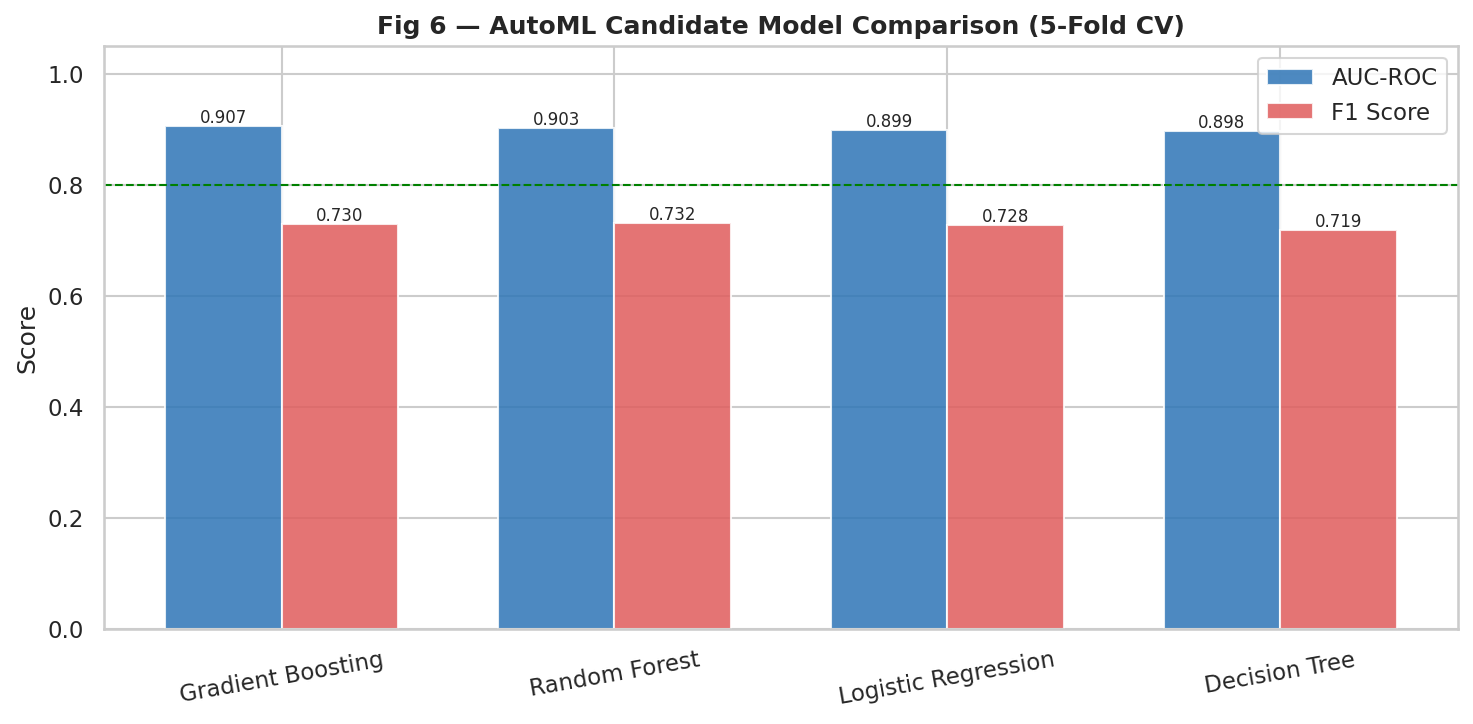 Fig 6 — AutoML Candidate Model Comparison (5-Fold CV)
AUC-ROC
F1 Score
Score
1.0
0.8
0.6
0.4
0.2
0.0
0.907
0.730
0.903
0.732
0.899
0.728
0.898
0.719
Gradient Boosting
Random Forest
Logistic Regression
Decision Tree